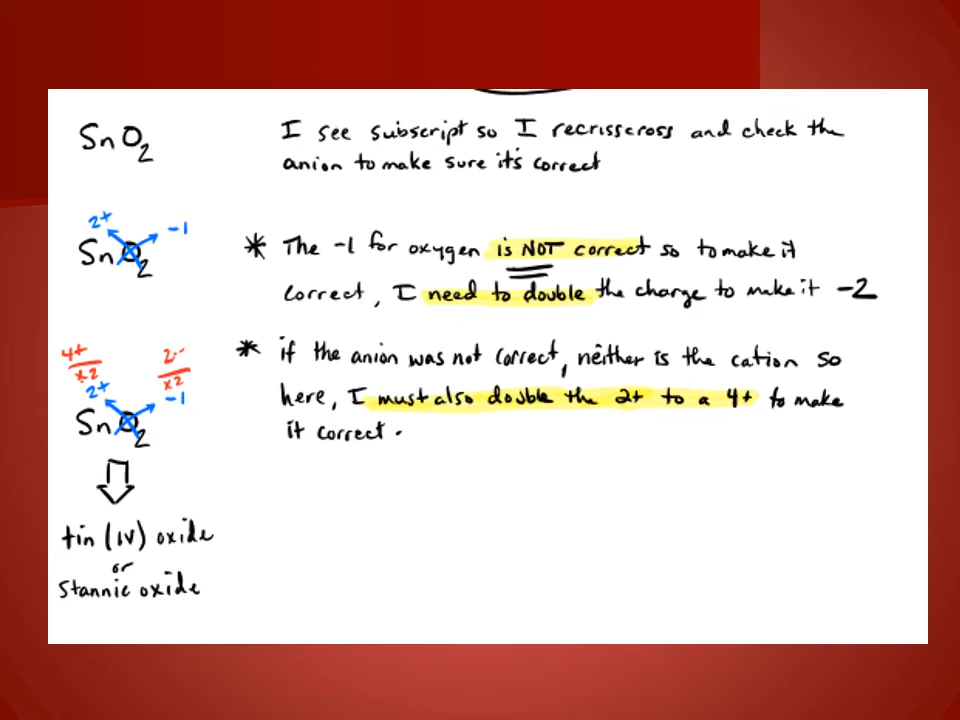 SnO2
I see subscript so I recrisscross and check the
anion to make sure it's correct
2+ -1
SnO2
* The -1 for oxygen is NOT correct so to make it
correct, I need to double the charge to make it -2
* if the anion was not correct, neither is the cation so
here, I must also double the 2+ to a 4+ to make
it correct.
4+ 2-
x2 x2
2+ -1
SnO2
tin (IV) oxide
or
Stannic oxide